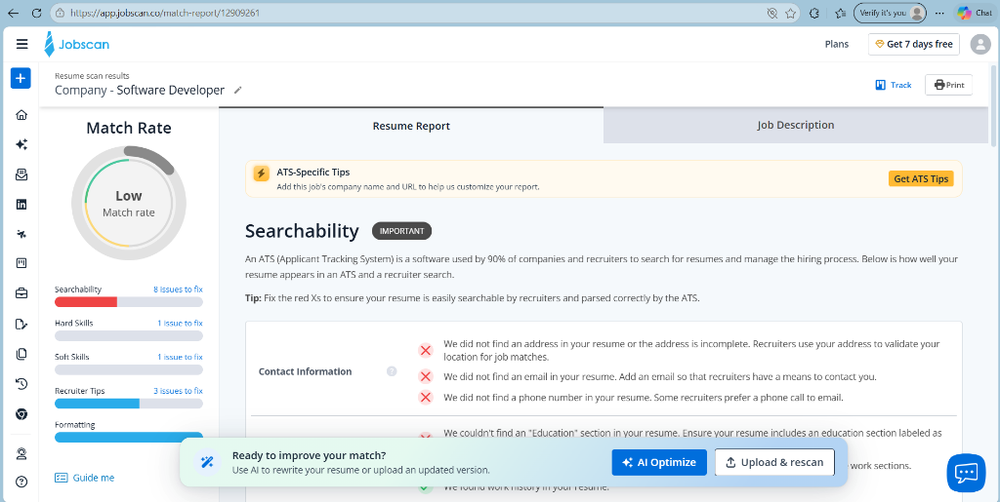 https://app.jobscan.co/match-report/12909261
Verify it's you
Chat
Jobscan
Plans
Get 7 days free
Resume scan results
Company - Software Developer
Track
Print
Match Rate
Low
Match rate
Searchability
8 issues to fix
Hard Skills
1 issue to fix
Soft Skills
1 issue to fix
Recruiter Tips
3 issues to fix
Formatting
Guide me
Resume Report
Job Description
ATS-Specific Tips
Add this job's company name and URL to help us customize your report.
Get ATS Tips
Searchability
IMPORTANT
An ATS (Applicant Tracking System) is a software used by 90% of companies and recruiters to search for resumes and manage the hiring process. Below is how well your
resume appears in an ATS and a recruiter search.
Tip: Fix the red Xs to ensure your resume is easily searchable by recruiters and parsed correctly by the ATS.
Contact Information
We did not find an address in your resume or the address is incomplete. Recruiters use your address to validate your
location for job matches.
We did not find an email in your resume. Add an email so that recruiters have a means to contact you.
We did not find a phone number in your resume. Some recruiters prefer a phone call to email.
We couldn't find an "Education" section in your resume. Ensure your resume includes an education section labeled as
work sections.
We found work history in your resume.
Ready to improve your match?
Use AI to rewrite your resume or upload an updated version.
AI Optimize
Upload & rescan